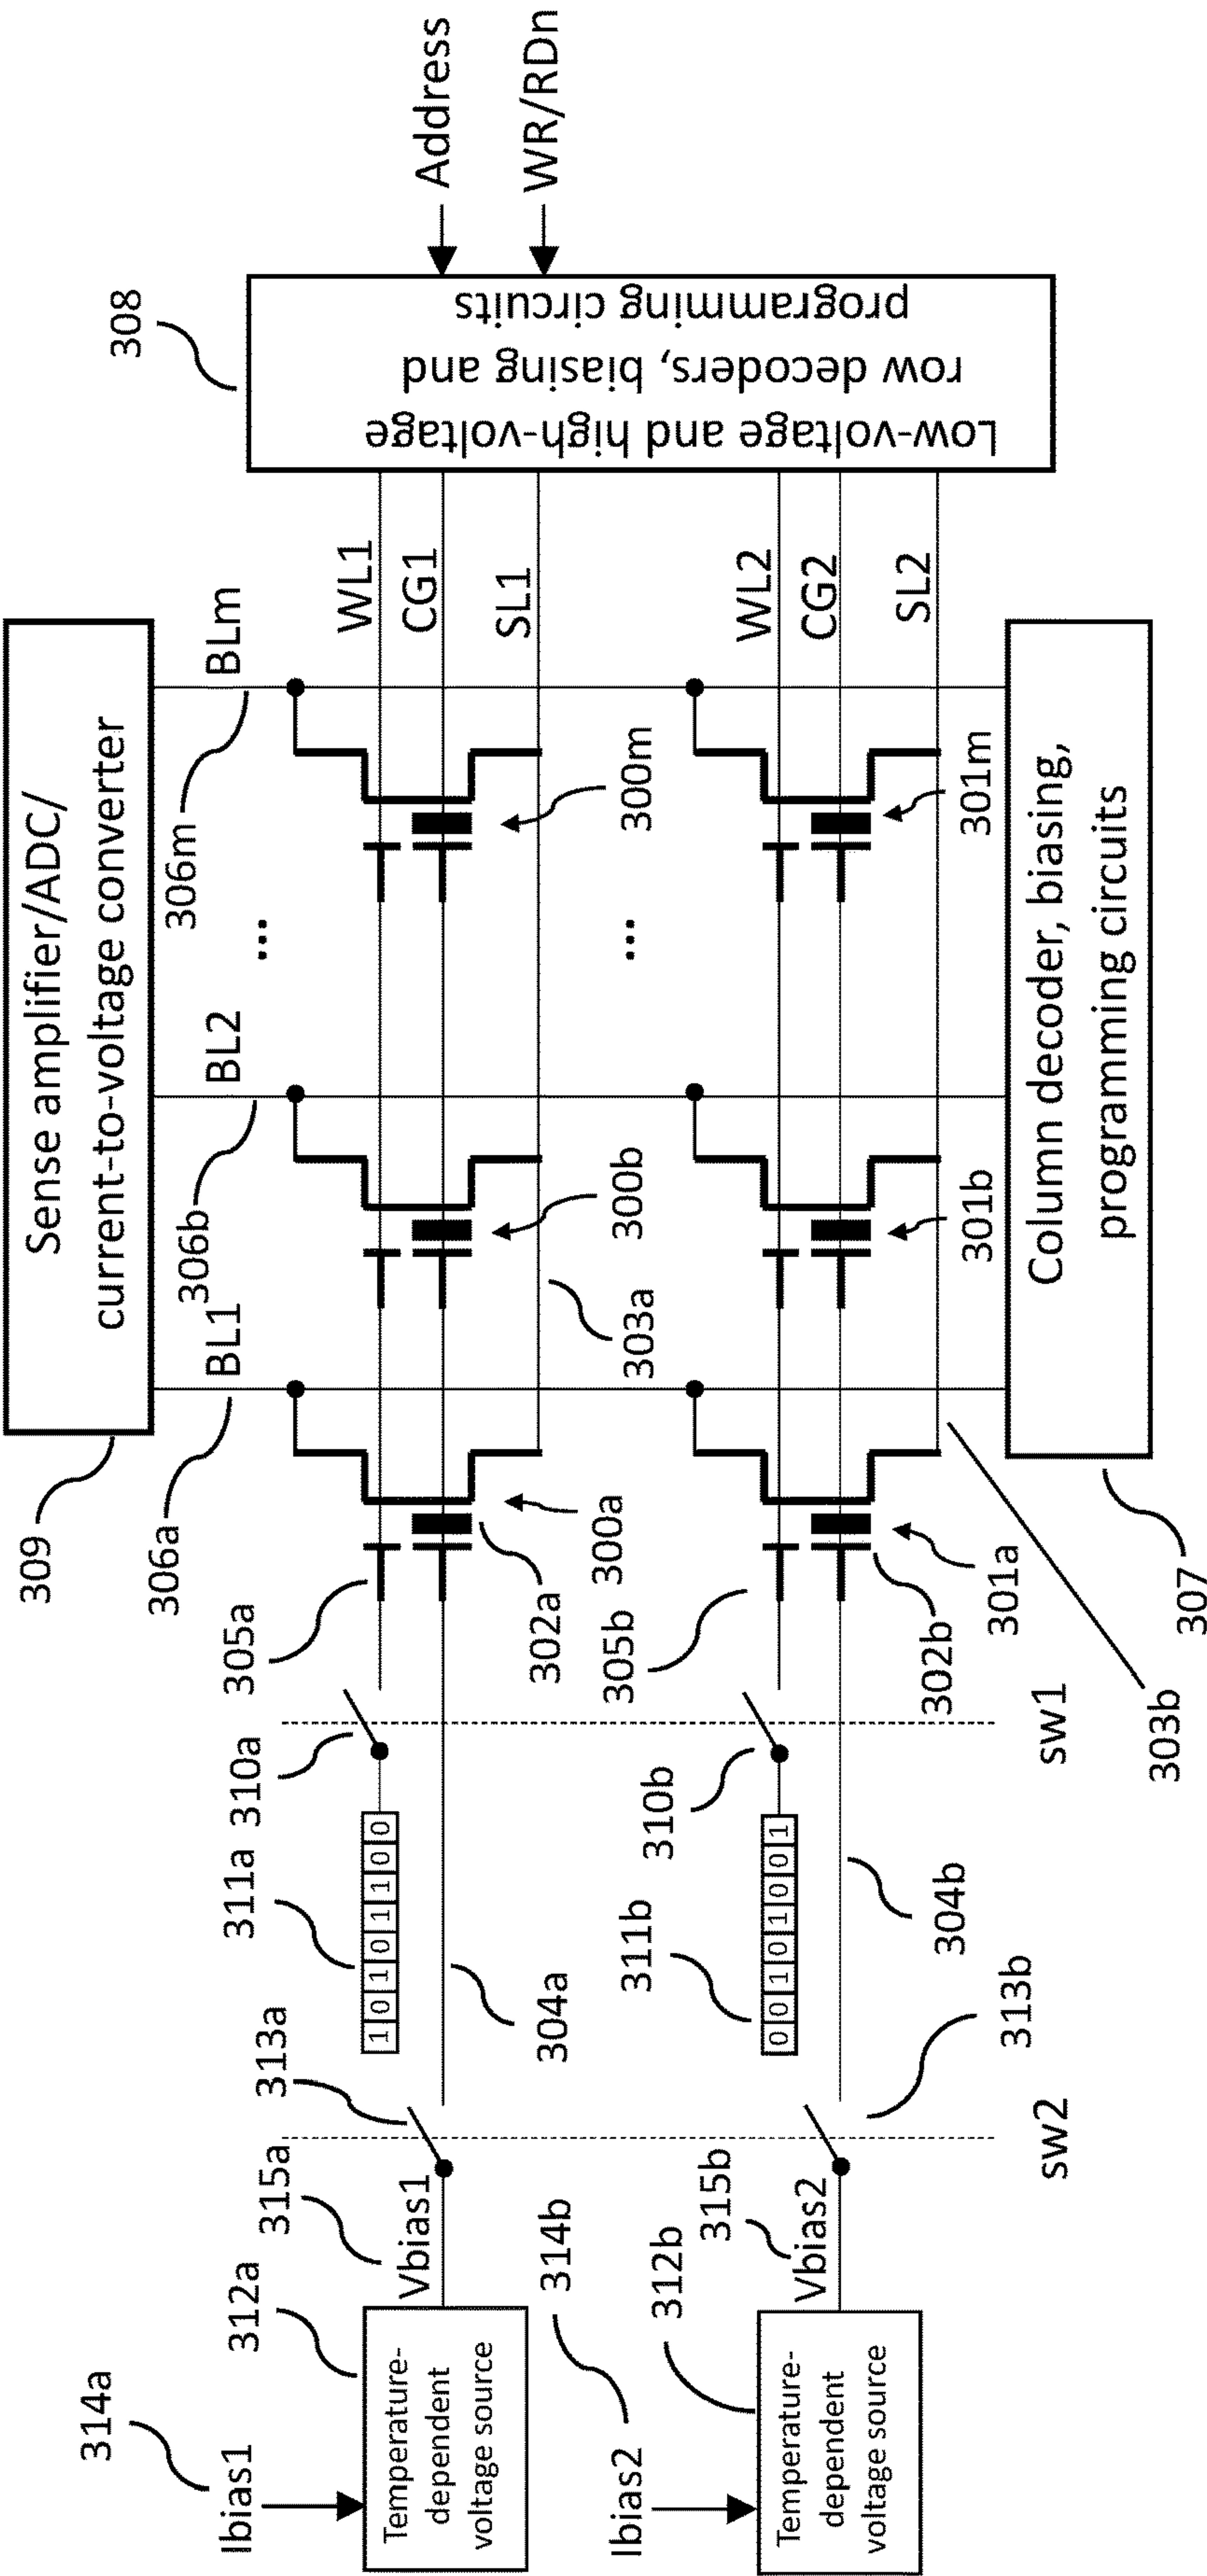 Sense amplifier/ADC/
current-to-voltage converter
309
306a
BL1
306b
BL2
306m
BLm
308
314a
Ibias1
312a
315a
Vbias1
313a
311a
1 0 1 0 1 1 0 0
310a
305a
WL1
CG1
SL1
Address
WR/RDn
Low-voltage and high-voltage
row decoders, biasing and
programming circuits
Temperature-
dependent
voltage source
304a
302a
300a
303a
300b
300m
...
...
314b
Ibias2
312b
315b
Vbias2
311b
0 0 1 0 1 0 0 1
310b
305b
WL2
CG2
SL2
Temperature-
dependent
voltage source
313b
304b
302b
301a
301b
301m
sw2
sw1
303b
307
Column decoder, biasing,
programming circuits